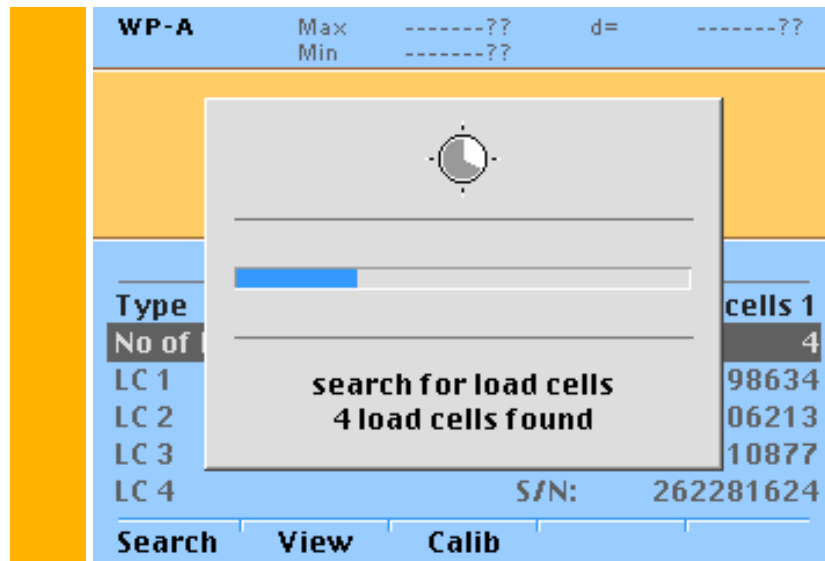 WP-A Max -------?? d= -------??
Min -------??
Type cells 1
No of 4
LC 1 98634
search for load cells
LC 2 06213
4 load cells found
LC 3 10877
LC 4 S/N: 262281624
Search View Calib